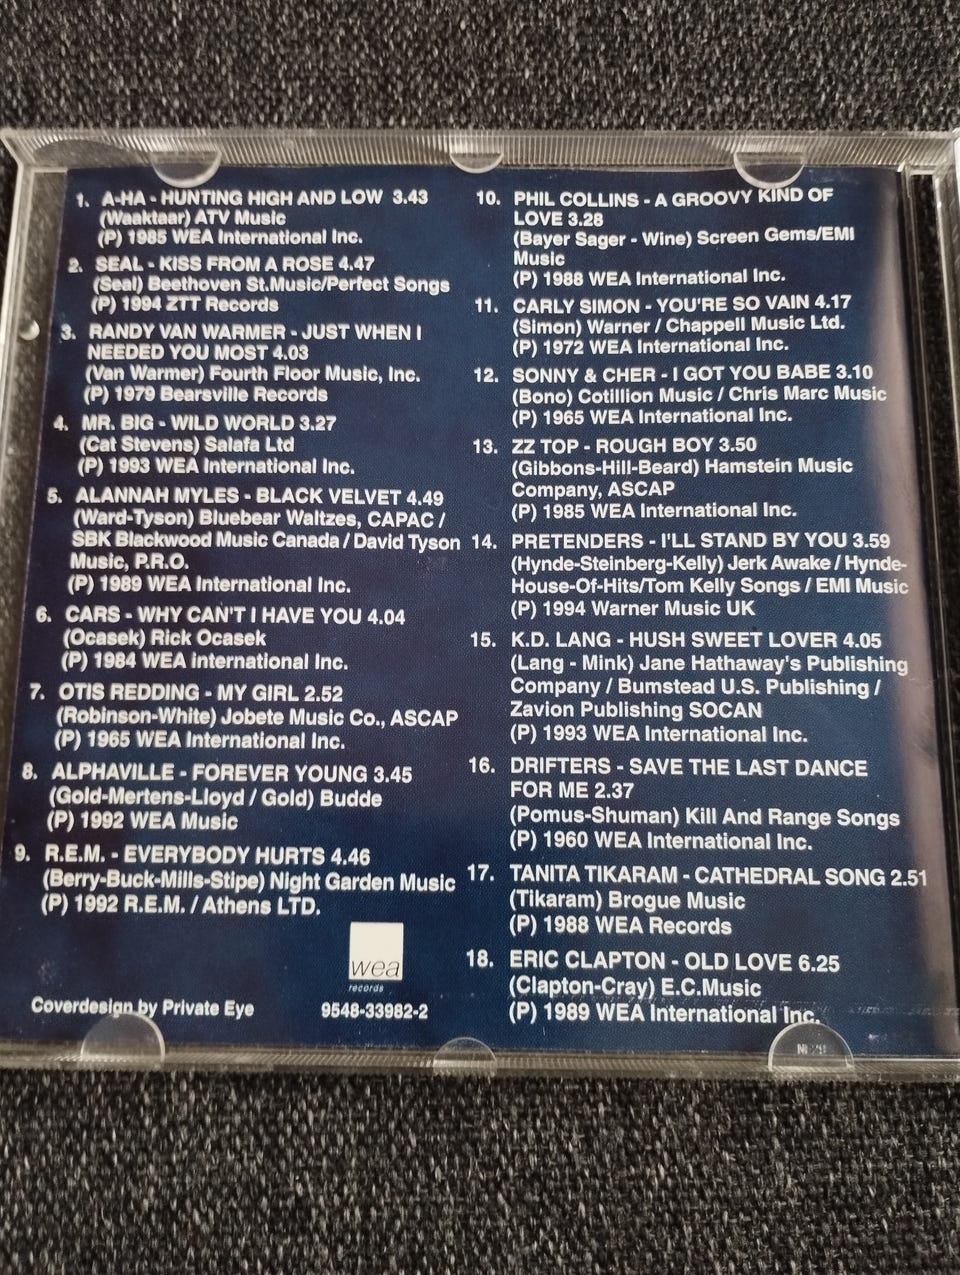 1. A-HA - HUNTING HIGH AND LOW 3.43
(Waaktaar) ATV Music
(P) 1985 WEA International Inc.
2. SEAL - KISS FROM A ROSE 4.47
(Seal) Beethoven St.Music/Perfect Songs
(P) 1994 ZTT Records
3. RANDY VAN WARMER - JUST WHEN I
NEEDED YOU MOST 4.03
(Van Warmer) Fourth Floor Music, Inc.
(P) 1979 Bearsville Records
4. MR. BIG - WILD WORLD 3.27
(Cat Stevens) Salafa Ltd
(P) 1993 WEA International Inc.
5. ALANNAH MYLES - BLACK VELVET 4.49
(Ward-Tyson) Bluebear Waltzes, CAPAC /
SBK Blackwood Music Canada / David Tyson
Music, P.R.O.
(P) 1989 WEA International Inc.
6. CARS - WHY CAN'T I HAVE YOU 4.04
(Ocasek) Rick Ocasek
(P) 1984 WEA international Inc.
7. OTIS REDDING - MY GIRL 2.52
(Robinson-White) Jobete Music Co., ASCAP
(P) 1965 WEA International Inc.
8. ALPHAVILLE - FOREVER YOUNG 3.45
(Gold-Mertens-Lloyd / Gold) Budde
(P) 1992 WEA Music
9. R.E.M. - EVERYBODY HURTS 4.46
(Berry-Buck-Mills-Stipe) Night Garden Music
(P) 1992 R.E.M. / Athens LTD.
wea
records
Coverdesign by Private Eye 9548-33982-2
10. PHIL COLLINS - A GROOVY KIND OF
LOVE 3.28
(Bayer Sager - Wine) Screen Gems/EMI
Music
(P) 1988 WEA International Inc.
11. CARLY SIMON - YOU'RE SO VAIN 4.17
(Simon) Warner / Chappell Music Ltd.
(P) 1972 WEA International Inc.
12. SONNY & CHER - I GOT YOU BABE 3.10
(Bono) Cotillion Music / Chris Marc Music
(P) 1965 WEA International Inc.
13. ZZ TOP - ROUGH BOY 3.50
(Gibbons-Hill-Beard) Hamstein Music
Company, ASCAP
(P) 1985 WEA International Inc.
14. PRETENDERS - I'LL STAND BY YOU 3.59
(Hynde-Steinberg-Kelly) Jerk Awake / Hynde-
House-Of-Hits/Tom Kelly Songs / EMI Music
(P) 1994 Warner Music UK
15. K.D. LANG - HUSH SWEET LOVER 4.05
(Lang - Mink) Jane Hathaway's Publishing
Company / Bumstead U.S. Publishing /
Zavion Publishing SOCAN
(P) 1993 WEA International Inc.
16. DRIFTERS - SAVE THE LAST DANCE
FOR ME 2.37
(Pomus-Shuman) Kill And Range Songs
(P) 1960 WEA International Inc.
17. TANITA TIKARAM - CATHEDRAL SONG 2.51
(Tikaram) Brogue Music
(P) 1988 WEA Records
18. ERIC CLAPTON - OLD LOVE 6.25
(Clapton-Cray) E.C.Music
(P) 1989 WEA International Inc.